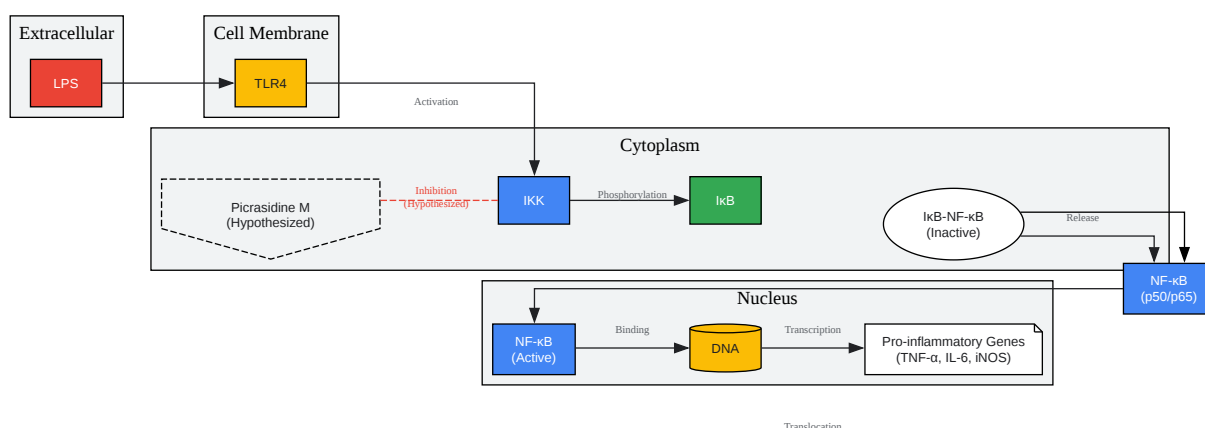 Extracellular
LPS
Cell Membrane
TLR4
Activation
Cytoplasm
Picrasidine M
(Hypothesized)
Inhibition
(Hypothesized)
IKK
Phosphorylation
IκB
IκB-NF-κB
(Inactive)
Release
NF-κB
(p50/p65)
Nucleus
NF-κB
(Active)
Binding
DNA
Transcription
Pro-inflammatory Genes
(TNF-α, IL-6, iNOS)
Translocation